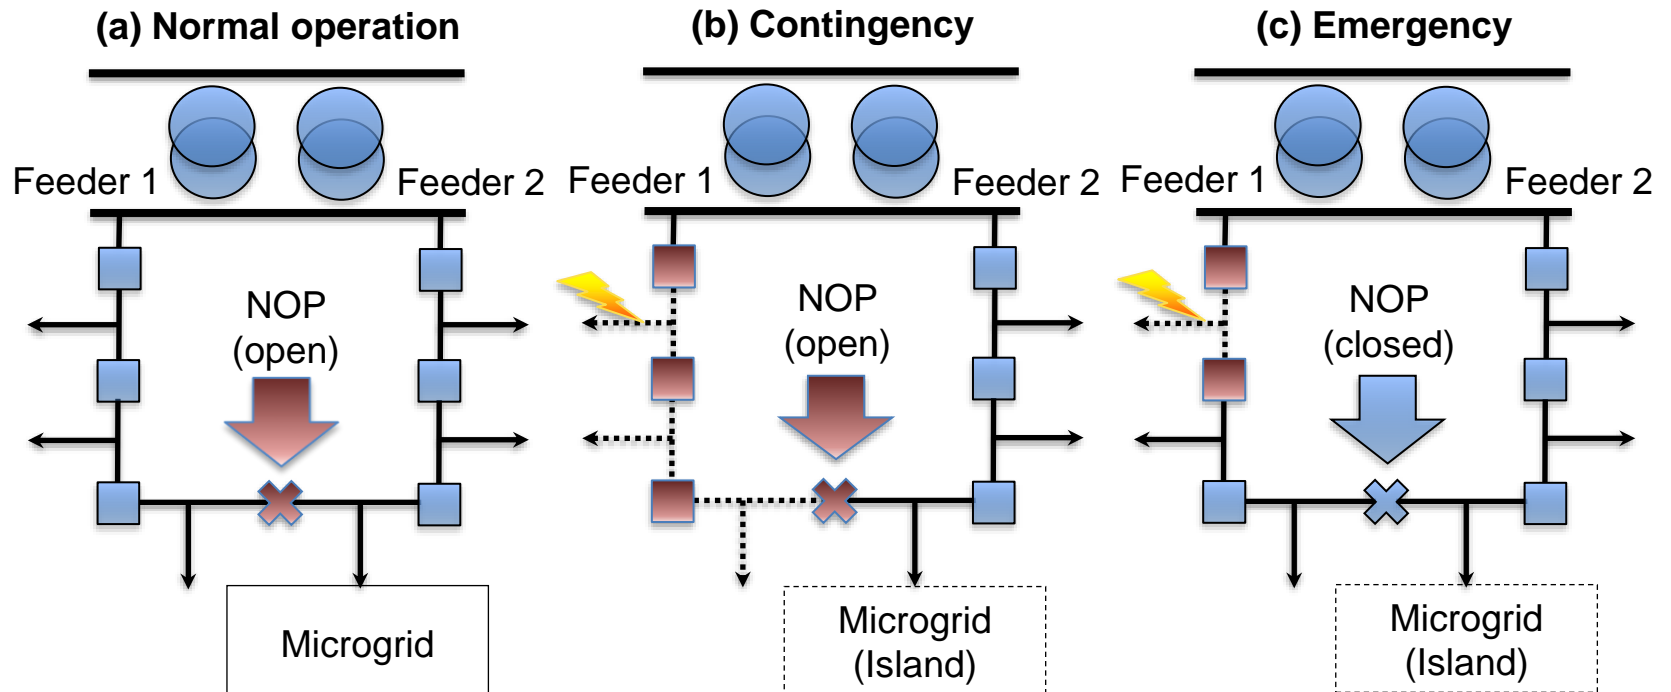 (a) Normal operation
Feeder 1
Feeder 2
NOP
(open)
Microgrid
(b) Contingency
Feeder 1
Feeder 2
NOP
(open)
Microgrid
(Island)
(c) Emergency
Feeder 1
Feeder 2
NOP
(closed)
Microgrid
(Island)